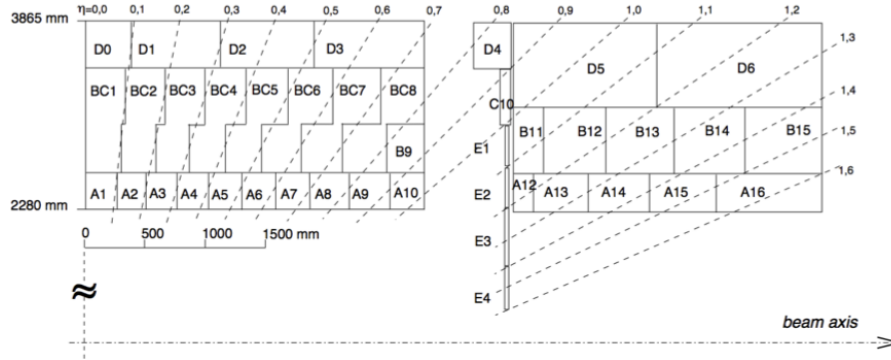 3865 mm η=0,0 0,1 0,2 0,3 0,4 0,5 0,6 0,7 0,8 0,9 1,0 1,1 1,2
D0 D1 D2 D3 D4 D5 D6 1,3
BC1 BC2 BC3 BC4 BC5 BC6 BC7 BC8 C10 1,4
B9 E1 B11 B12 B13 B14 B15 1,5
A1 A2 A3 A4 A5 A6 A7 A8 A9 A10 E2 A12 A13 A14 A15 A16 1,6
2280 mm
0 500 1000 1500 mm
E3
E4
beam axis